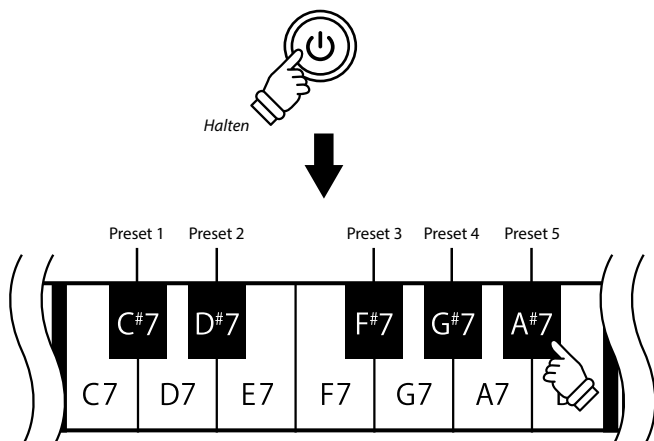 Halten
Preset 1 Preset 2 Preset 3 Preset 4 Preset 5
C#7 D#7 F#7 G#7 A#7
C7 D7 E7 F7 G7 A7